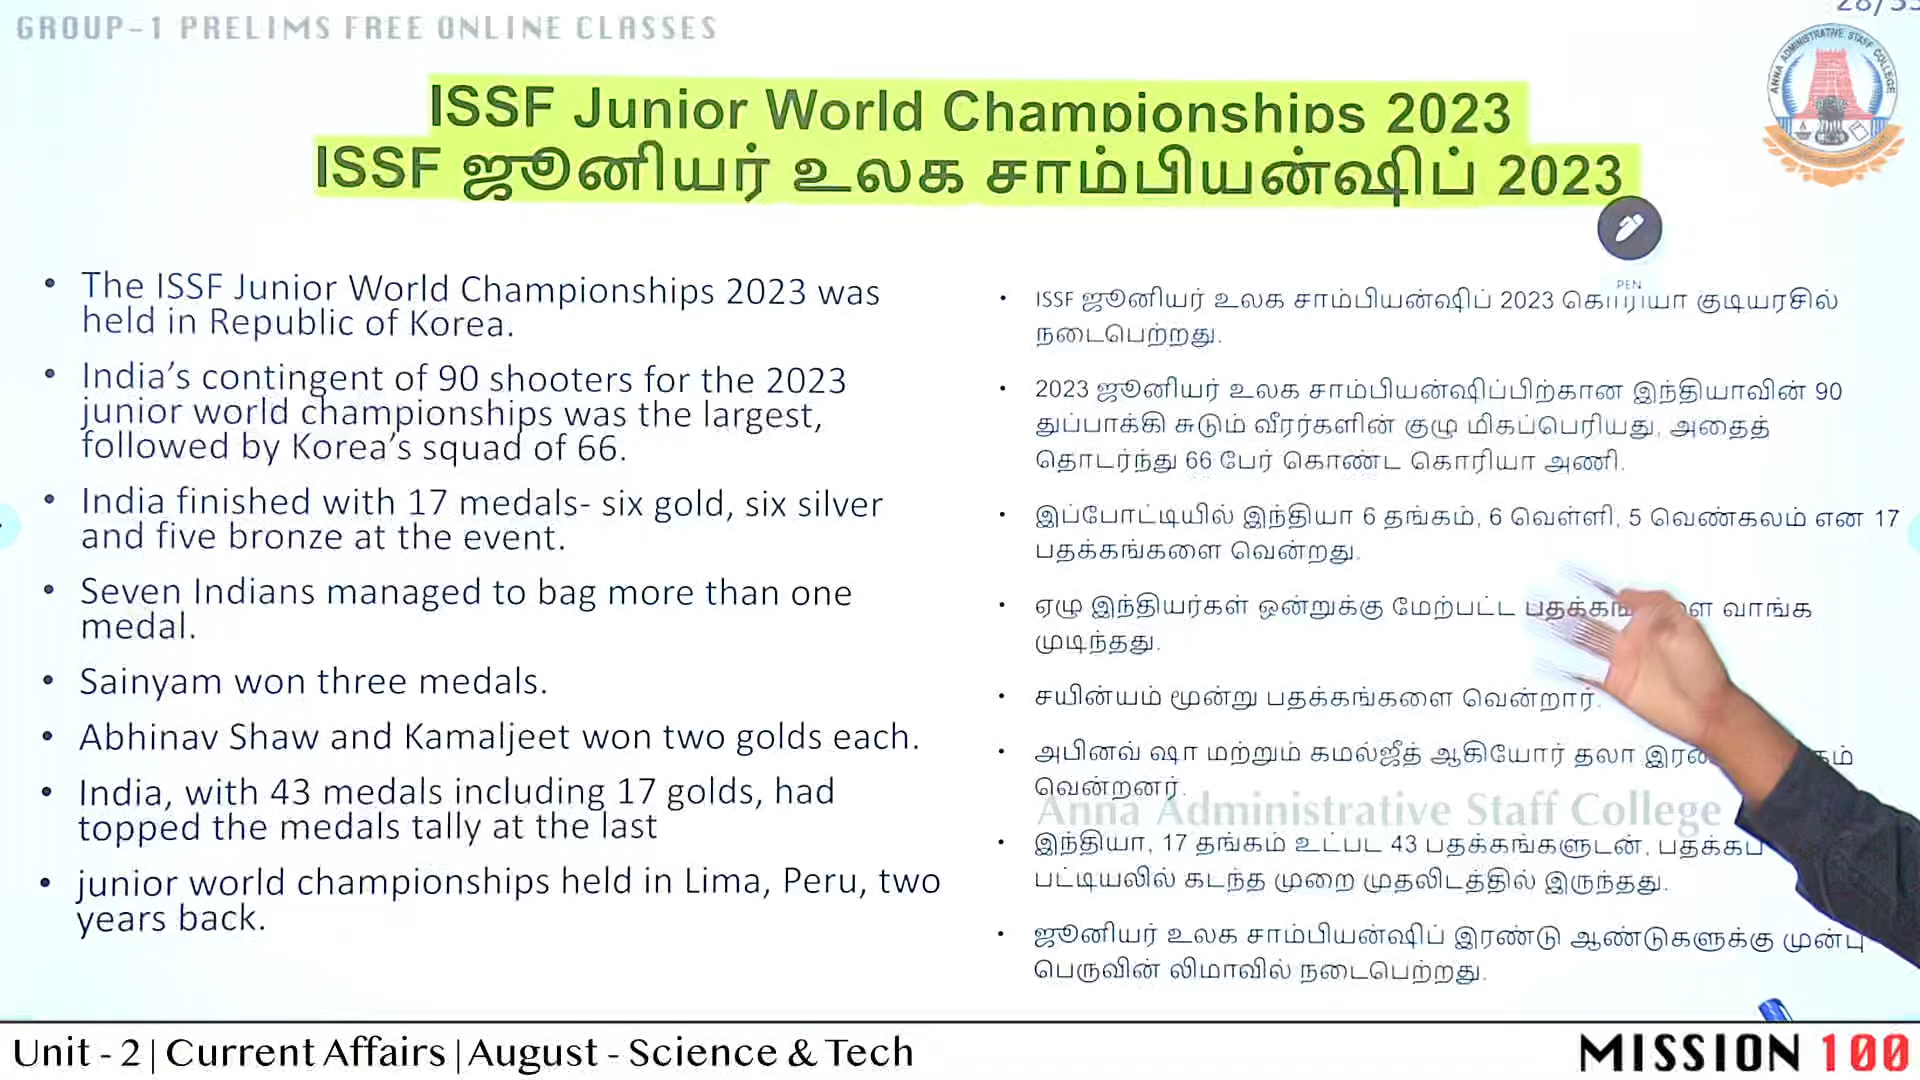 GROUP-1 PRELIMS FREE ONLINE CLASSES
ANNA ADMINISTRATIVE STAFF COLLEGE
ISSF Junior World Championships 2023
ISSF ஜூனியர் உலக சாம்பியன்ஷிப் 2023
PEN
• The ISSF Junior World Championships 2023 was
held in Republic of Korea.
• India's contingent of 90 shooters for the 2023
junior world championships was the largest,
followed by Korea's squad of 66.
• India finished with 17 medals- six gold, six silver
and five bronze at the event.
• Seven Indians managed to bag more than one
medal.
• Sainyam won three medals.
• Abhinav Shaw and Kamaljeet won two golds each.
• India, with 43 medals including 17 golds, had
topped the medals tally at the last
• junior world championships held in Lima, Peru, two
years back.
• ISSF ஜூனியர் உலக சாம்பியன்ஷிப் 2023 கொரியா குடியரசில்
நடைபெற்றது.
• 2023 ஜூனியர் உலக சாம்பியன்ஷிப்பிற்கான இந்தியாவின் 90
துப்பாக்கி சுடும் வீரர்களின் குழு மிகப்பெரியது, அதைத்
தொடர்ந்து 66 பேர் கொண்ட கொரியா அணி.
• இப்போட்டியில் இந்தியா 6 தங்கம், 6 வெள்ளி, 5 வெண்கலம் என 17
பதக்கங்களை வென்றது.
• ஏழு இந்தியர்கள் ஒன்றுக்கு மேற்பட்ட வாங்க
முடிந்தது.
• சயின்யம் மூன்று பதக்கங்களை வென்றார்.
• அபினவ் ஷா மற்றும் கமல்ஜீத் ஆகியோர் தலா
வென்றனர்.
Anna Administrative Staff College
• இந்தியா, 17 தங்கம் உட்பட 43 பதக்கங்களுடன்,
பட்டியலில் கடந்த முறை முதலிடத்தில் இருந்தது.
• ஜூனியர் உலக சாம்பியன்ஷிப் இரண்டு ஆண்டுகளுக்கு முன்பு
பெருவின் லிமாவில் நடைபெற்றது.
Unit - 2 | Current Affairs | August - Science & Tech
MISSION 100